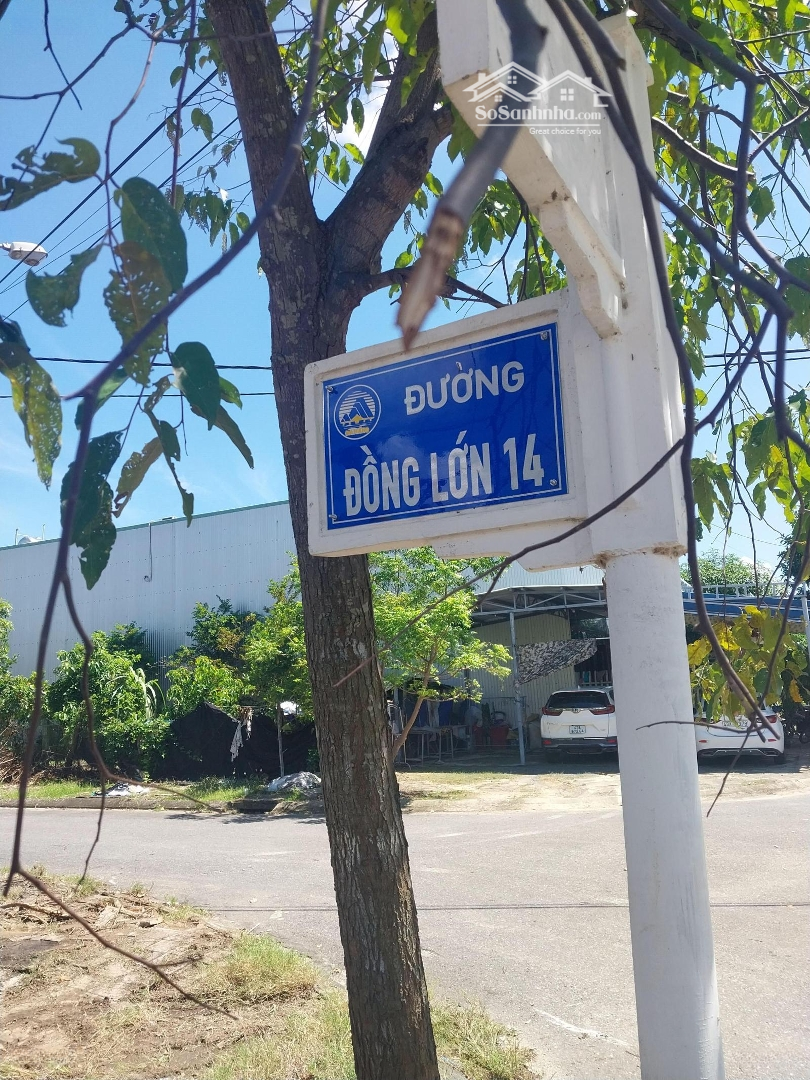 SoSanhnha.com
Great choice for you
ĐƯỜNG
ĐỒNG LỚN 14